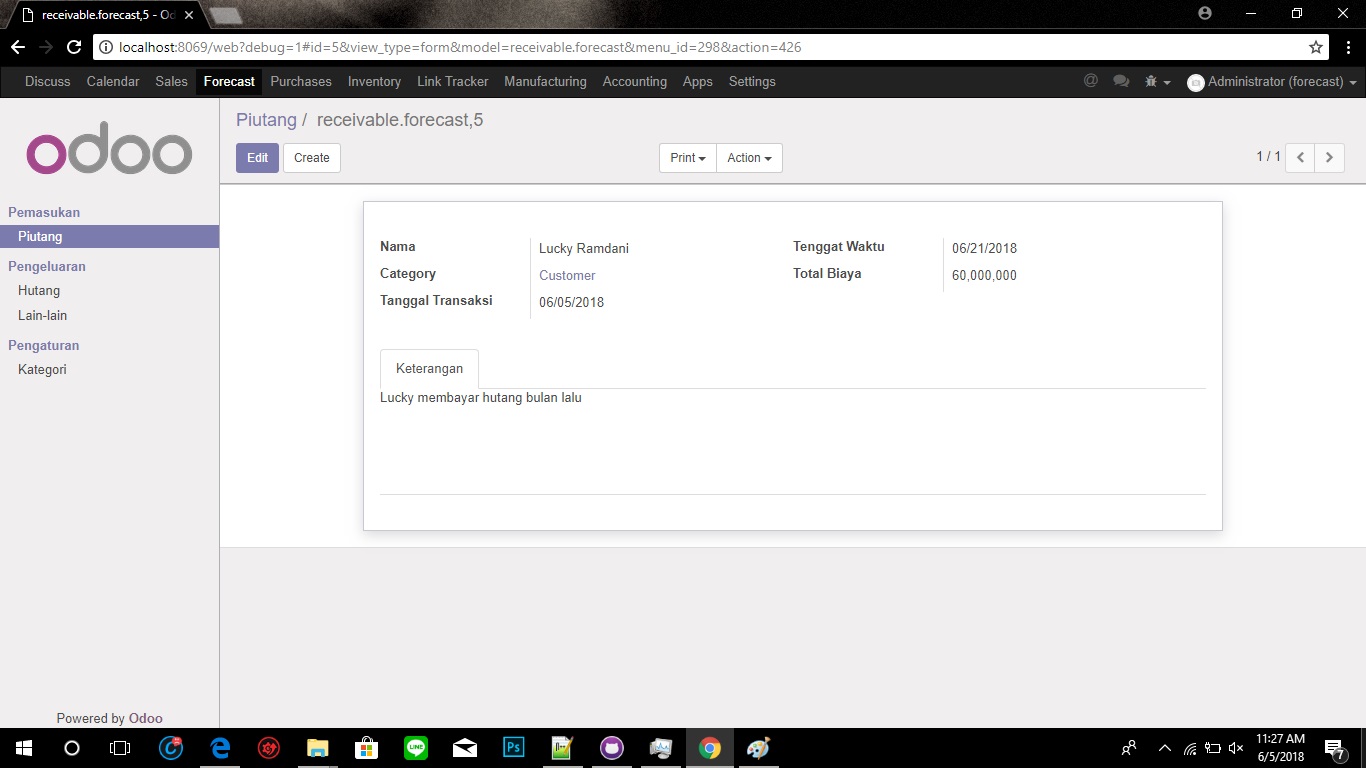 receivable.forecast,5 - Od
localhost:8069/web?debug=1#id=5&view_type=form&model=receivable.forecast&menu_id=298&action=426
Discuss Calendar Sales Forecast Purchases Inventory Link Tracker Manufacturing Accounting Apps Settings @ Administrator (forecast)
odoo
Piutang / receivable.forecast,5
Edit Create Print Action 1 / 1
Pemasukan
Piutang
Pengeluaran
Hutang
Lain-lain
Pengaturan
Kategori
Nama Lucky Ramdani Tenggat Waktu 06/21/2018
Category Customer Total Biaya 60,000,000
Tanggal Transaksi 06/05/2018
Keterangan
Lucky membayar hutang bulan lalu
Powered by Odoo
LINE
Ps
11:27 AM
6/5/2018
7